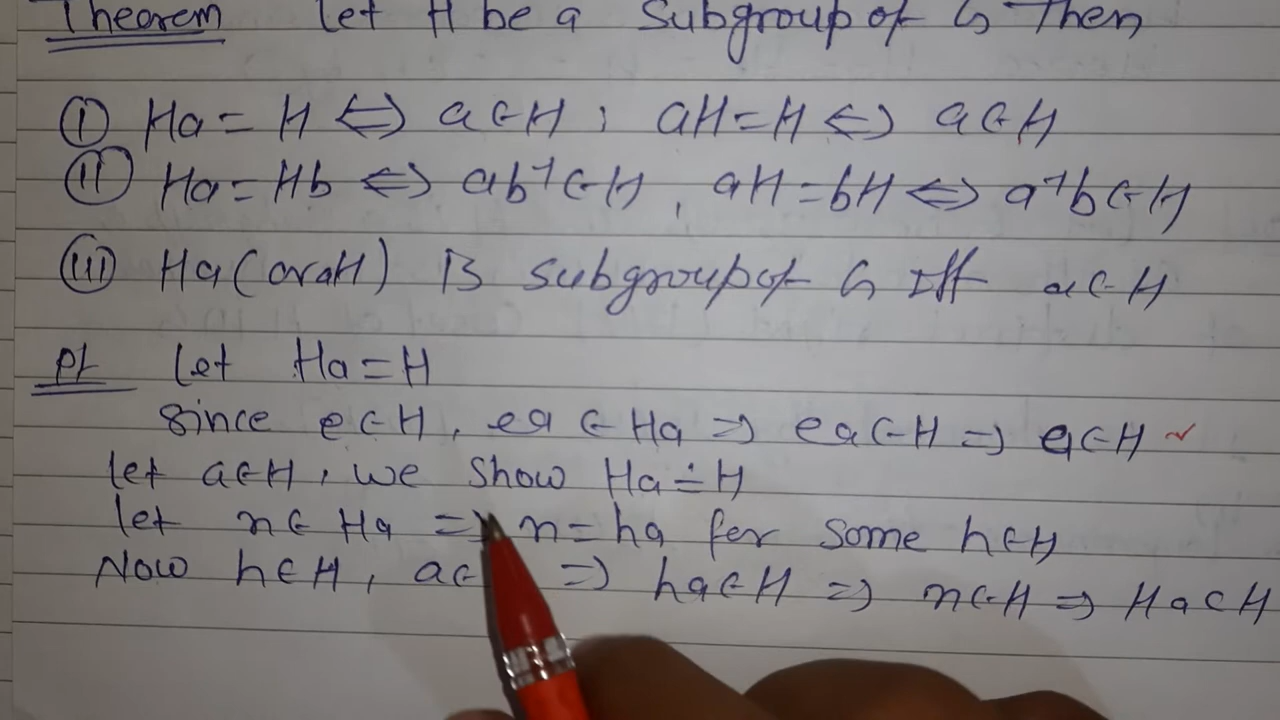 Theorem Let H be a Subgroup of G Then
(I) Ha = H ⇔ a ∈ H ; aH = H ⇔ a ∈ H
(II) Ha = Hb ⇔ ab⁻¹ ∈ H , aH = bH ⇔ a⁻¹b ∈ H
(III) Ha (or aH) is subgroup of G iff a ∈ H
Pf Let Ha = H
Since e ∈ H, ea ∈ Ha ⇒ ea ∈ H ⇒ a ∈ H ✓
let a ∈ H, we show Ha = H
let x ∈ Ha ⇒ x = ha for some h ∈ H
Now h ∈ H, a ∈ ⇒ ha ∈ H ⇒ x ∈ H ⇒ Ha ⊂ H